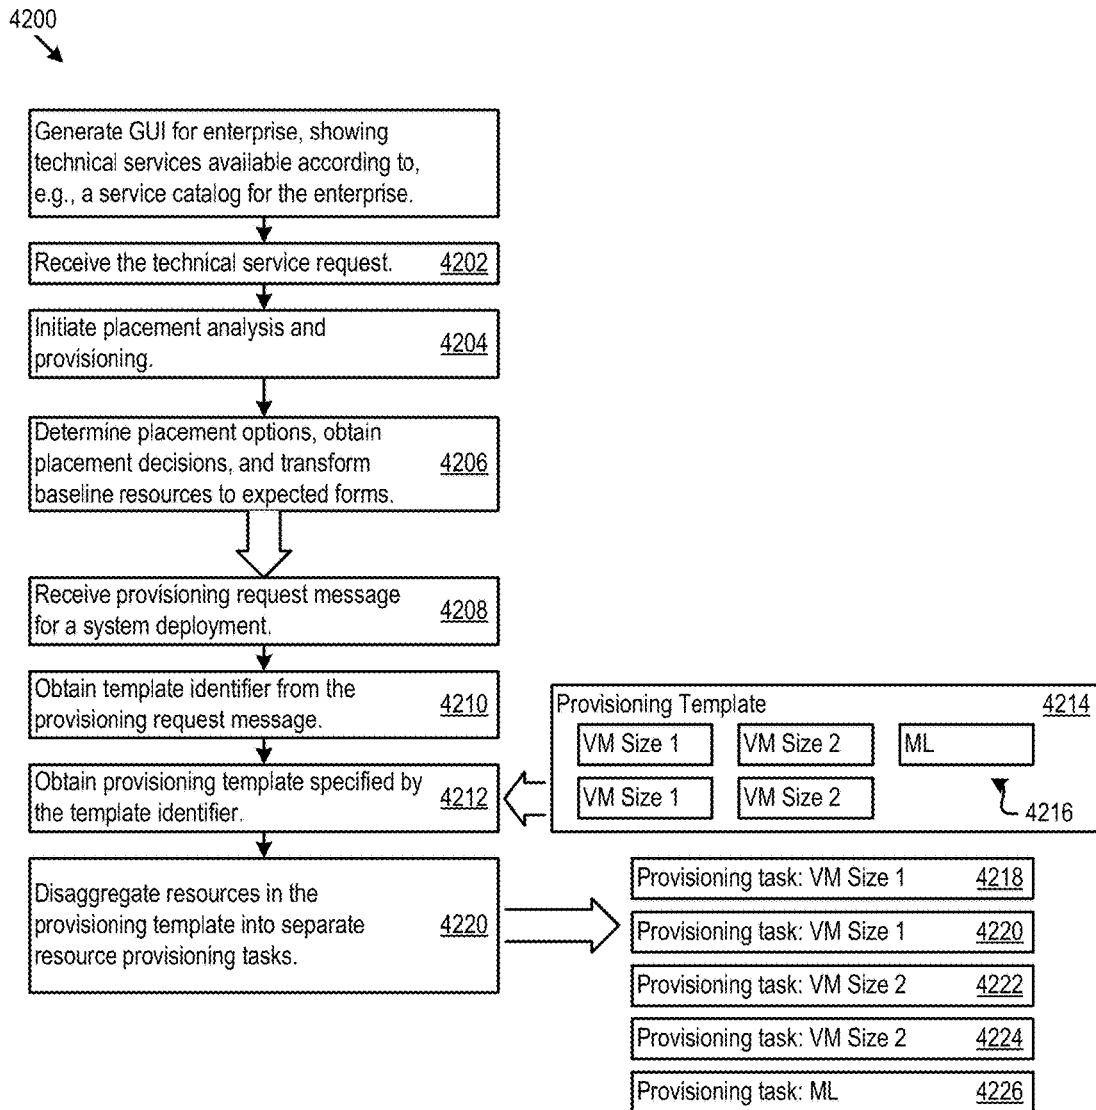 4200
Generate GUI for enterprise, showing
technical services available according to,
e.g., a service catalog for the enterprise.
Receive the technical service request. 4202
Initiate placement analysis and
provisioning.
4204
Determine placement options, obtain
placement decisions, and transform
baseline resources to expected forms.
4206
Receive provisioning request message
for a system deployment.
4208
Obtain template identifier from the
provisioning request message.
4210
Obtain provisioning template specified by
the template identifier.
4212
Provisioning Template 4214
VM Size 1 VM Size 2 ML
VM Size 1 VM Size 2
4216
Disaggregate resources in the
provisioning template into separate
resource provisioning tasks.
4220
Provisioning task: VM Size 1 4218
Provisioning task: VM Size 1 4220
Provisioning task: VM Size 2 4222
Provisioning task: VM Size 2 4224
Provisioning task: ML 4226